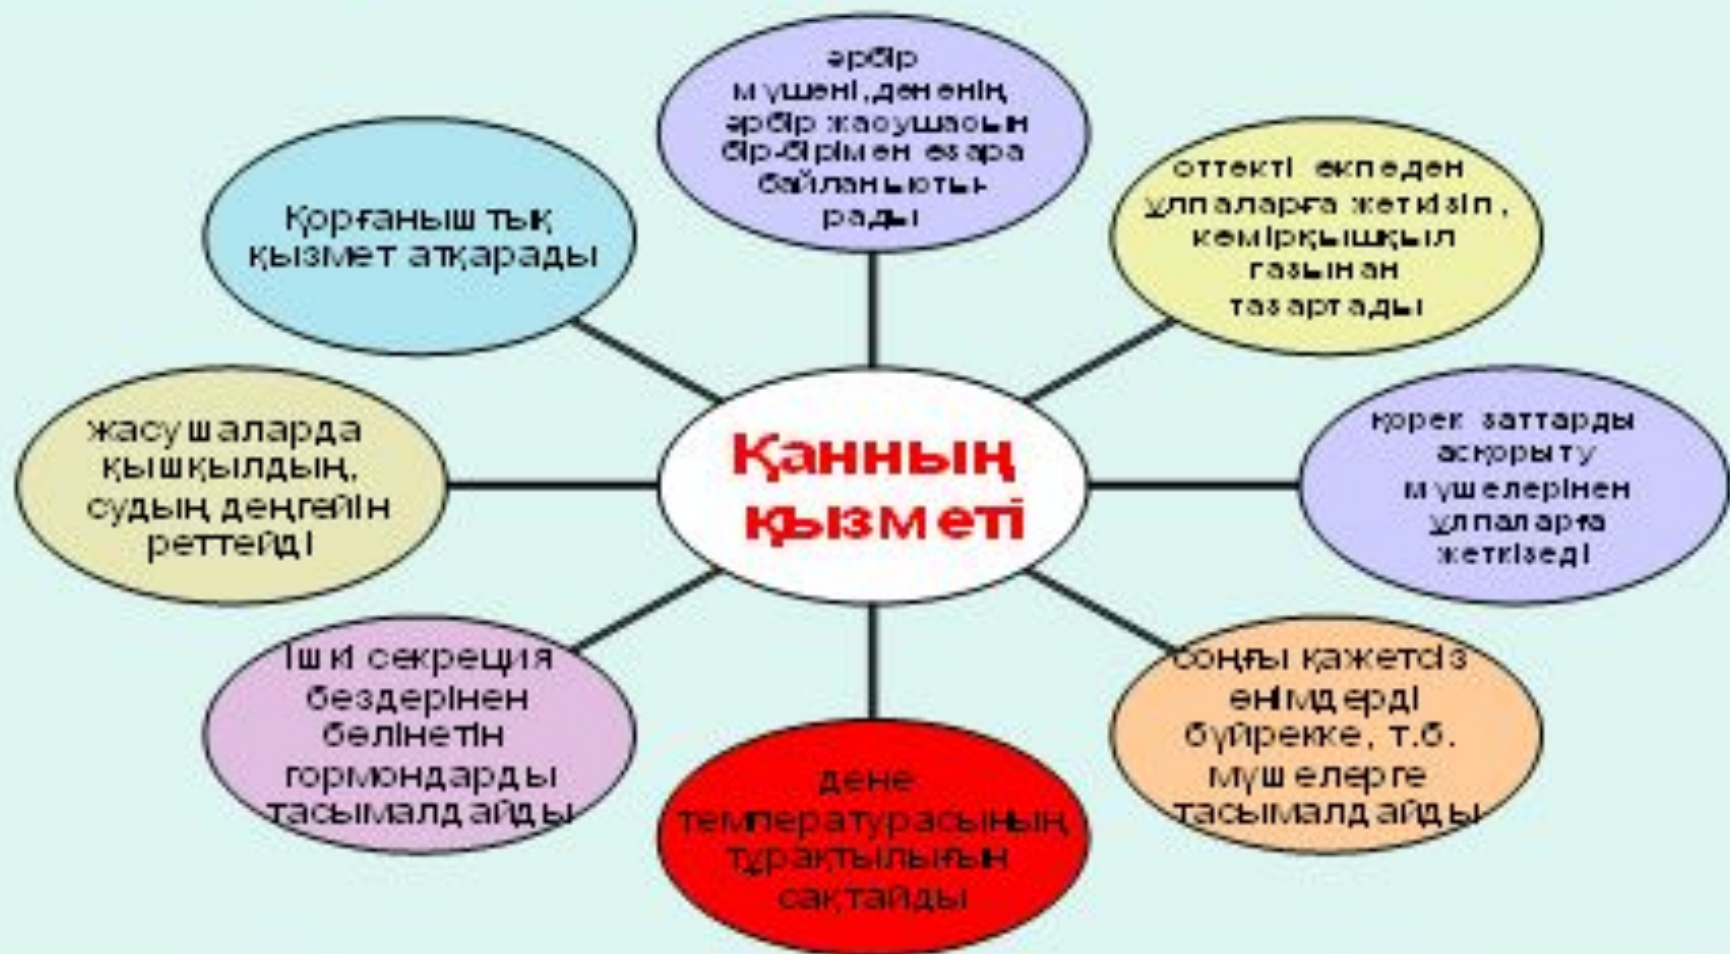 Қанның
қызметі
әрбір
мүшені,дененің
әрбір жасушасын
бір-бірімен өзара
байланысты-
рады
оттекті өкпеден
ұлпаларға жеткізіп,
көмірқышқыл
газынан
тазартады
қорек заттарды
асқорыту
мүшелерінен
ұлпаларға
жеткізеді
соңғы қажетсіз
өнімдерді
бүйрекке, т.б.
мүшелерге
тасымалдайды
дене
температурасының
тұрақтылығын
сақтайды
ішкі секреция
бездерінен
бөлінетін
гормондарды
тасымалдайды
жасушаларда
қышқылдың,
судың деңгейін
реттейді
Қорғаныштық
қызмет атқарады